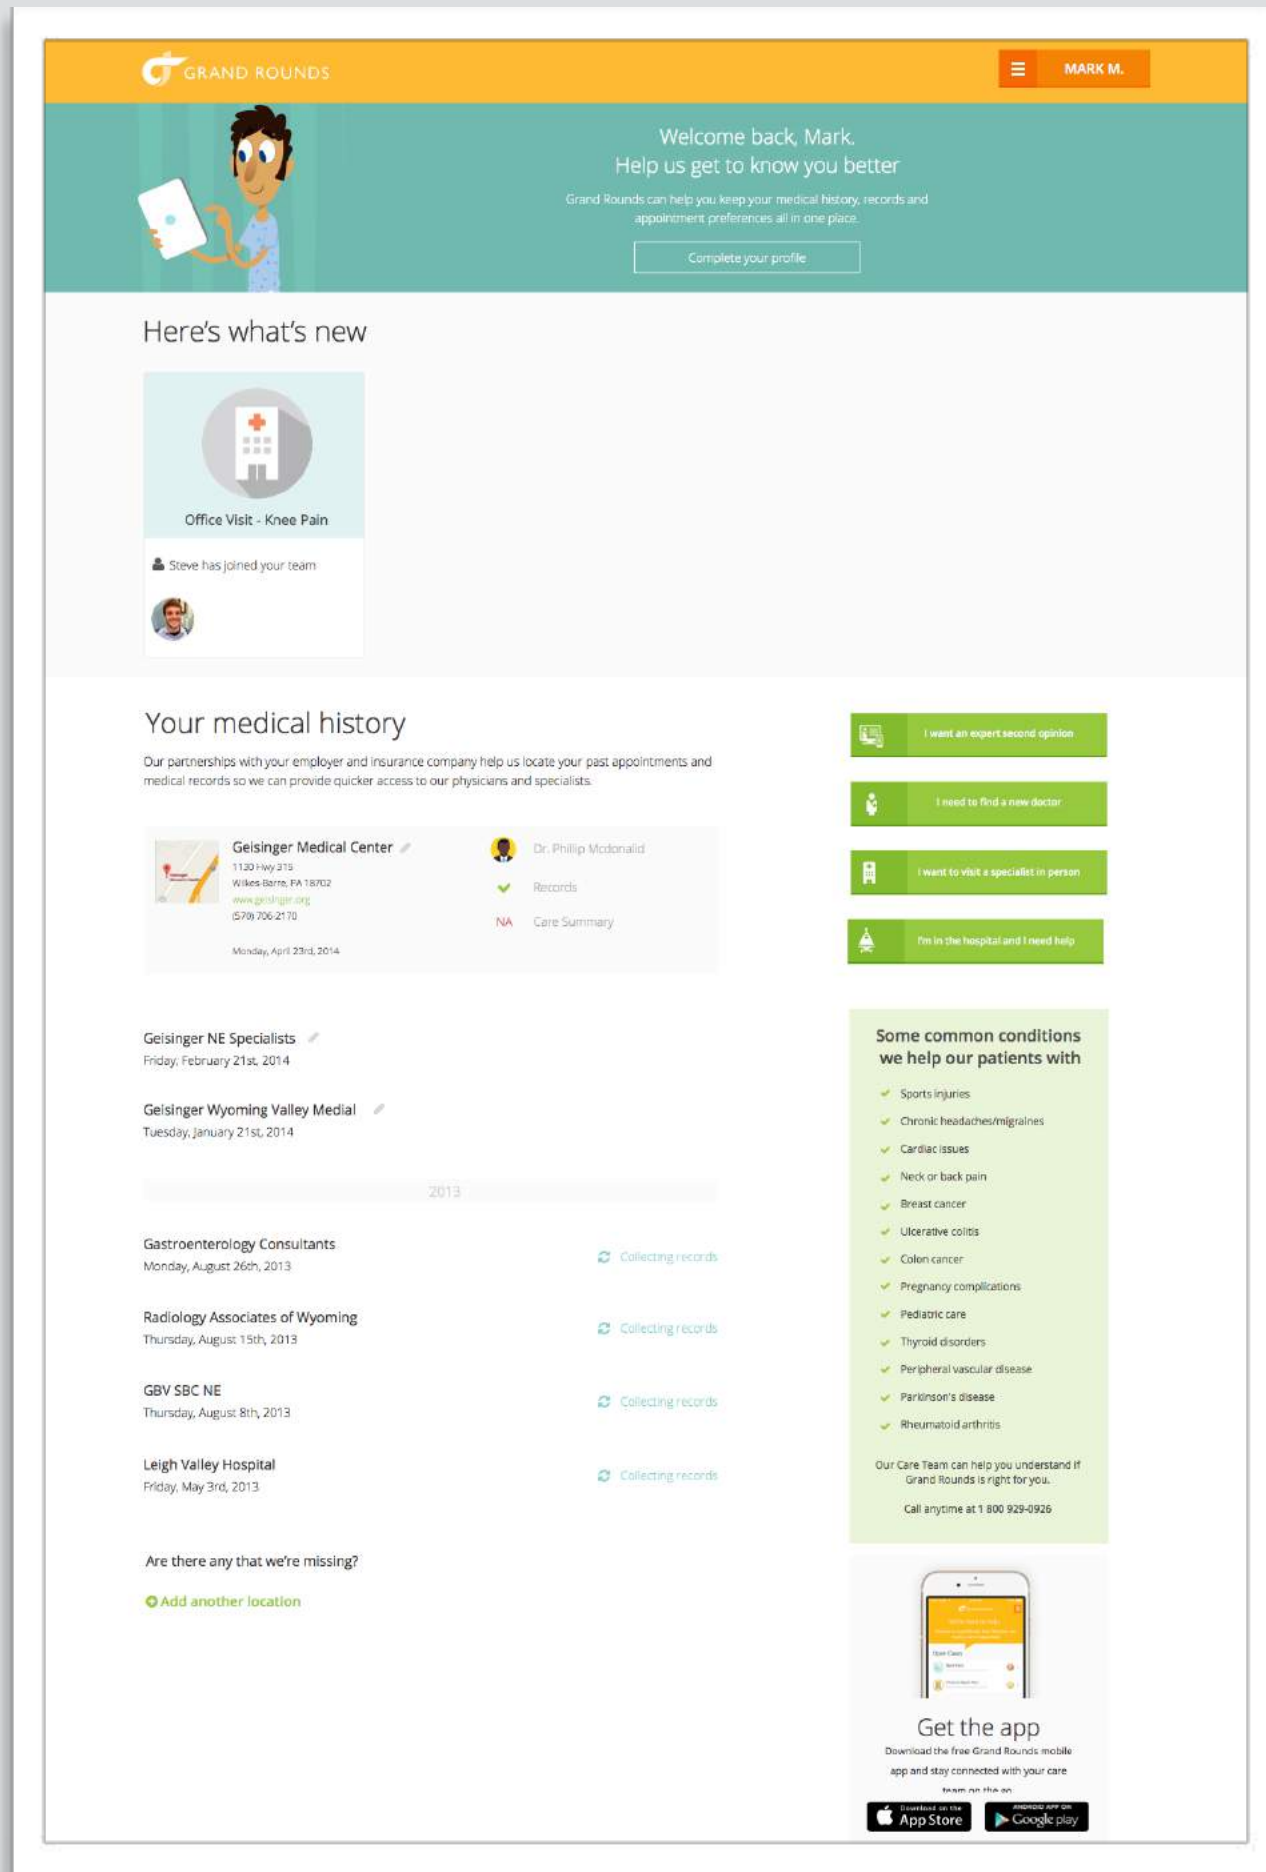 GRAND ROUNDS
MARK M.
Welcome back, Mark.
Help us get to know you better
Grand Rounds can help you keep your medical history, records and
appointment preferences all in one place.
Complete your profile
Here's what's new
Office Visit - Knee Pain
Steve has joined your team
Your medical history
Our partnerships with your employer and insurance company help us locate your past appointments and
medical records so we can provide quicker access to our physicians and specialists.
Geisinger Medical Center
1130 Hwy 315
Wilkes-Barre, PA 18702
www.geisinger.org
(570) 706-2170
Monday, April 23rd, 2014
Dr. Phillip Mcdonalid
Records
NA Care Summary
Geisinger NE Specialists
Friday, February 21st, 2014
Geisinger Wyoming Valley Medial
Tuesday, January 21st, 2014
2013
Gastroenterology Consultants
Monday, August 26th, 2013
Collecting records
Radiology Associates of Wyoming
Thursday, August 15th, 2013
Collecting records
GBV SBC NE
Thursday, August 8th, 2013
Collecting records
Leigh Valley Hospital
Friday, May 3rd, 2013
Collecting records
Are there any that we're missing?
Add another location
I want an expert second opinion
I need to find a new doctor
I want to visit a specialist in person
I'm in the hospital and I need help
Some common conditions
we help our patients with
Sports injuries
Chronic headaches/migraines
Cardiac issues
Neck or back pain
Breast cancer
Ulcerative colitis
Colon cancer
Pregnancy complications
Pediatric care
Thyroid disorders
Peripheral vascular disease
Parkinson's disease
Rheumatoid arthritis
Our Care Team can help you understand if
Grand Rounds is right for you.
Call anytime at 1 800 929-0926
Get the app
Download the free Grand Rounds mobile
app and stay connected with your care
team on the go
Download on the
App Store
ANDROID APP ON
Google play